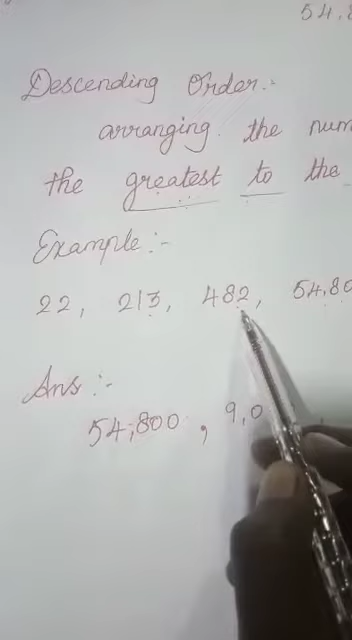 54,8
Descending Order:-
arranging the num
the greatest to the
Example:-
22, 213, 482, 54,80
Ans:-
54,800, 9,0